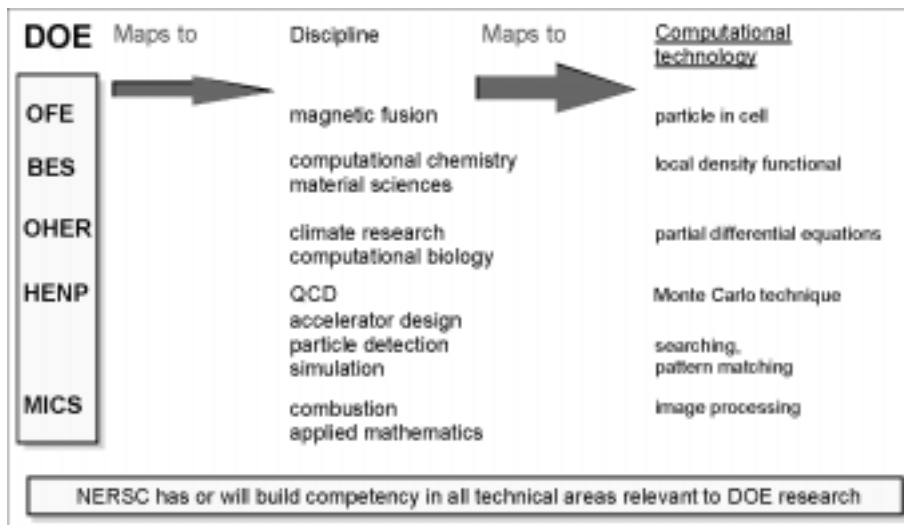 DOE Maps to Discipline Maps to Computational
technology
OFE magnetic fusion particle in cell
BES computational chemistry local density functional
material sciences
OHER climate research partial differential equations
computational biology
HENP QCD Monte Carlo technique
accelerator design
particle detection searching,
simulation pattern matching
MICS combustion image processing
applied mathematics
NERSC has or will build competency in all technical areas relevant to DOE research